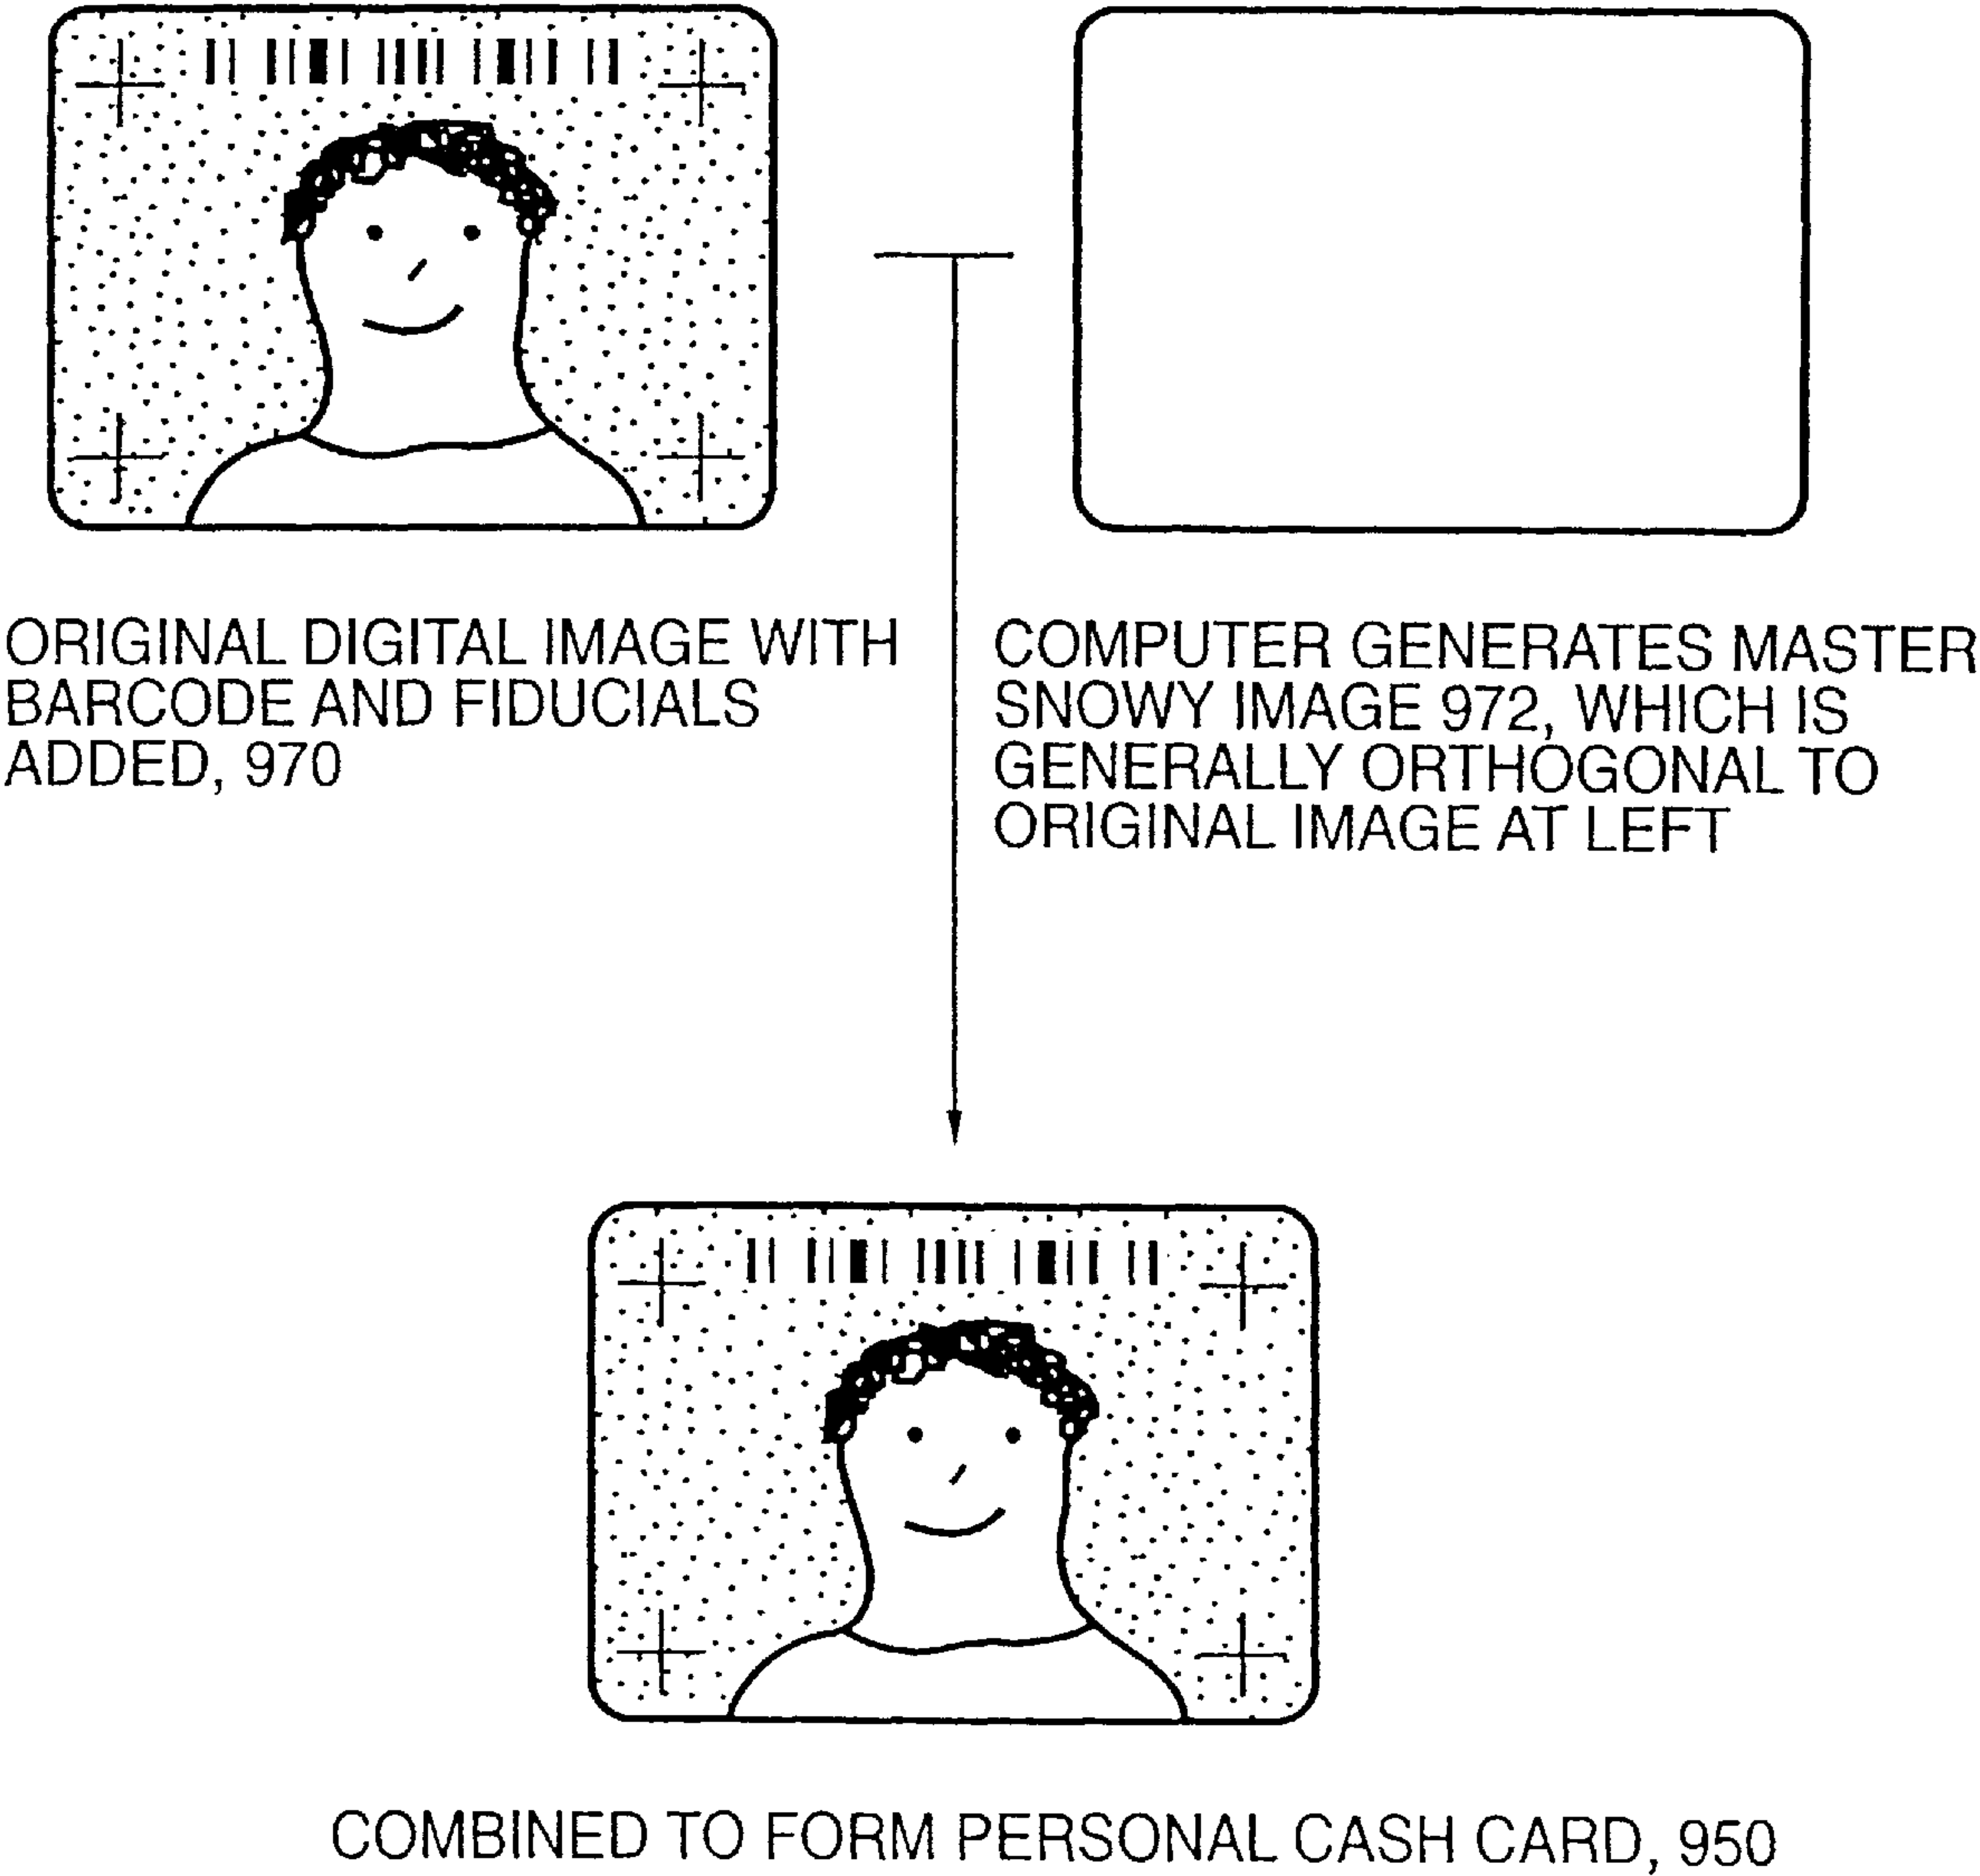 ORIGINAL DIGITAL IMAGE WITH
BARCODE AND FIDUCIALS
ADDED, 970
COMPUTER GENERATES MASTER
SNOWY IMAGE 972, WHICH IS
GENERALLY ORTHOGONAL TO
ORIGINAL IMAGE AT LEFT
COMBINED TO FORM PERSONAL CASH CARD, 950